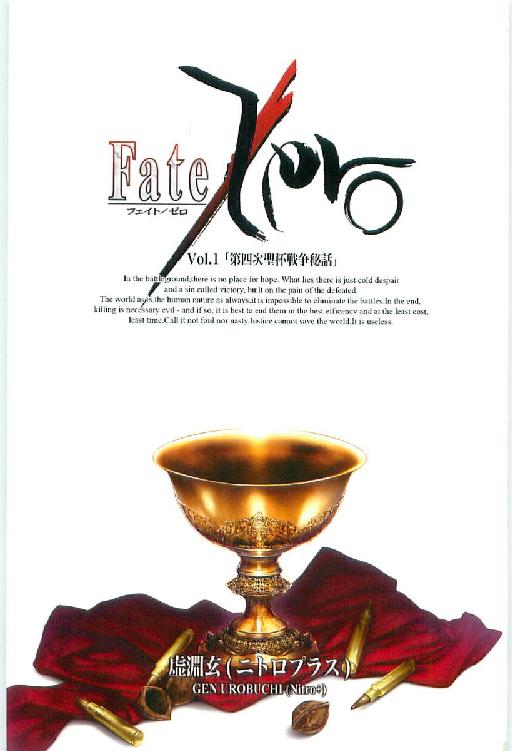 Fate/Zero
フェイト/ゼロ
Vol.1「第四次聖杯戦争秘話」
In the battleground,there is no place for hope. What lies there is just cold despair
and a sin called victory, built on the pain of the defeated.
The world uses,the human nature as always,it is impossible to eliminate the battles.In the end,
killing is necessary evil - and if so, it is best to end them in the best efficency and at the least cost,
least time.Call it not foul nor nasty.Justice cannot save the world.It is useless.
虚淵玄(ニトロプラス)
GEN UROBUCHI (Nitro+)